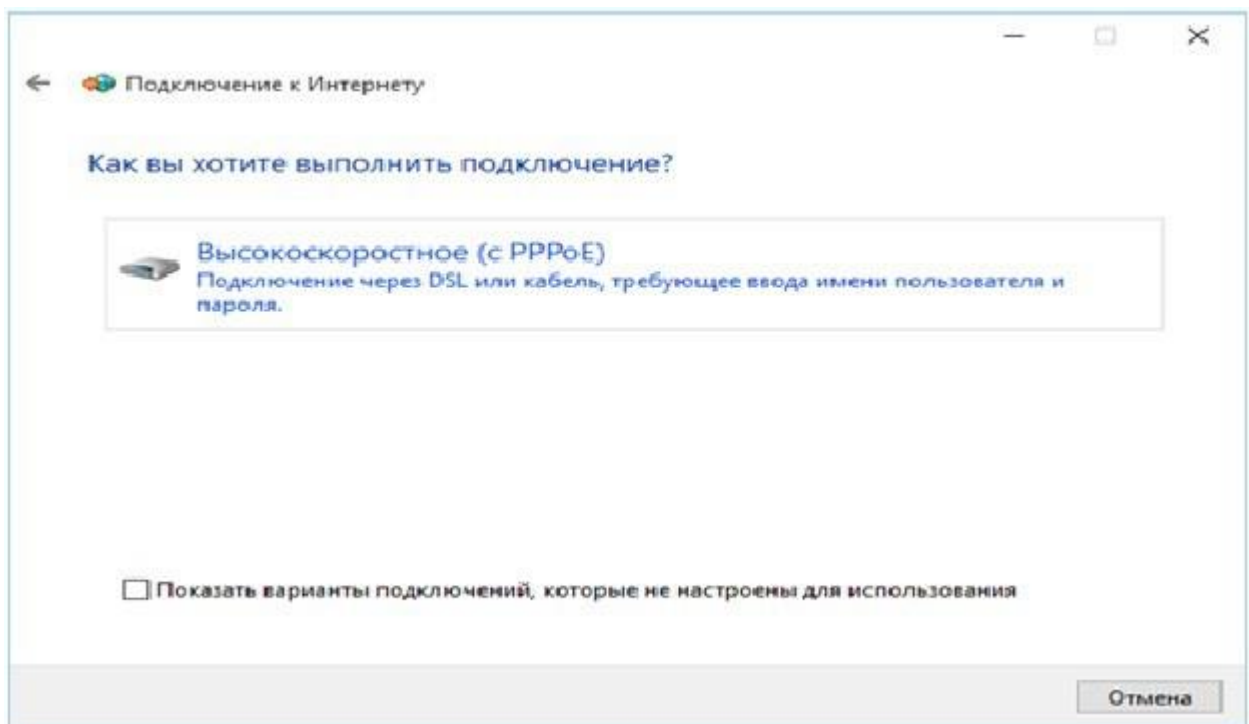 Подключение к Интернету
Как вы хотите выполнить подключение?
Высокоскоростное (с PPPoE)
Подключение через DSL или кабель, требующее ввода имени пользователя и
пароля.
Показать варианты подключений, которые не настроены для использования
Отмена